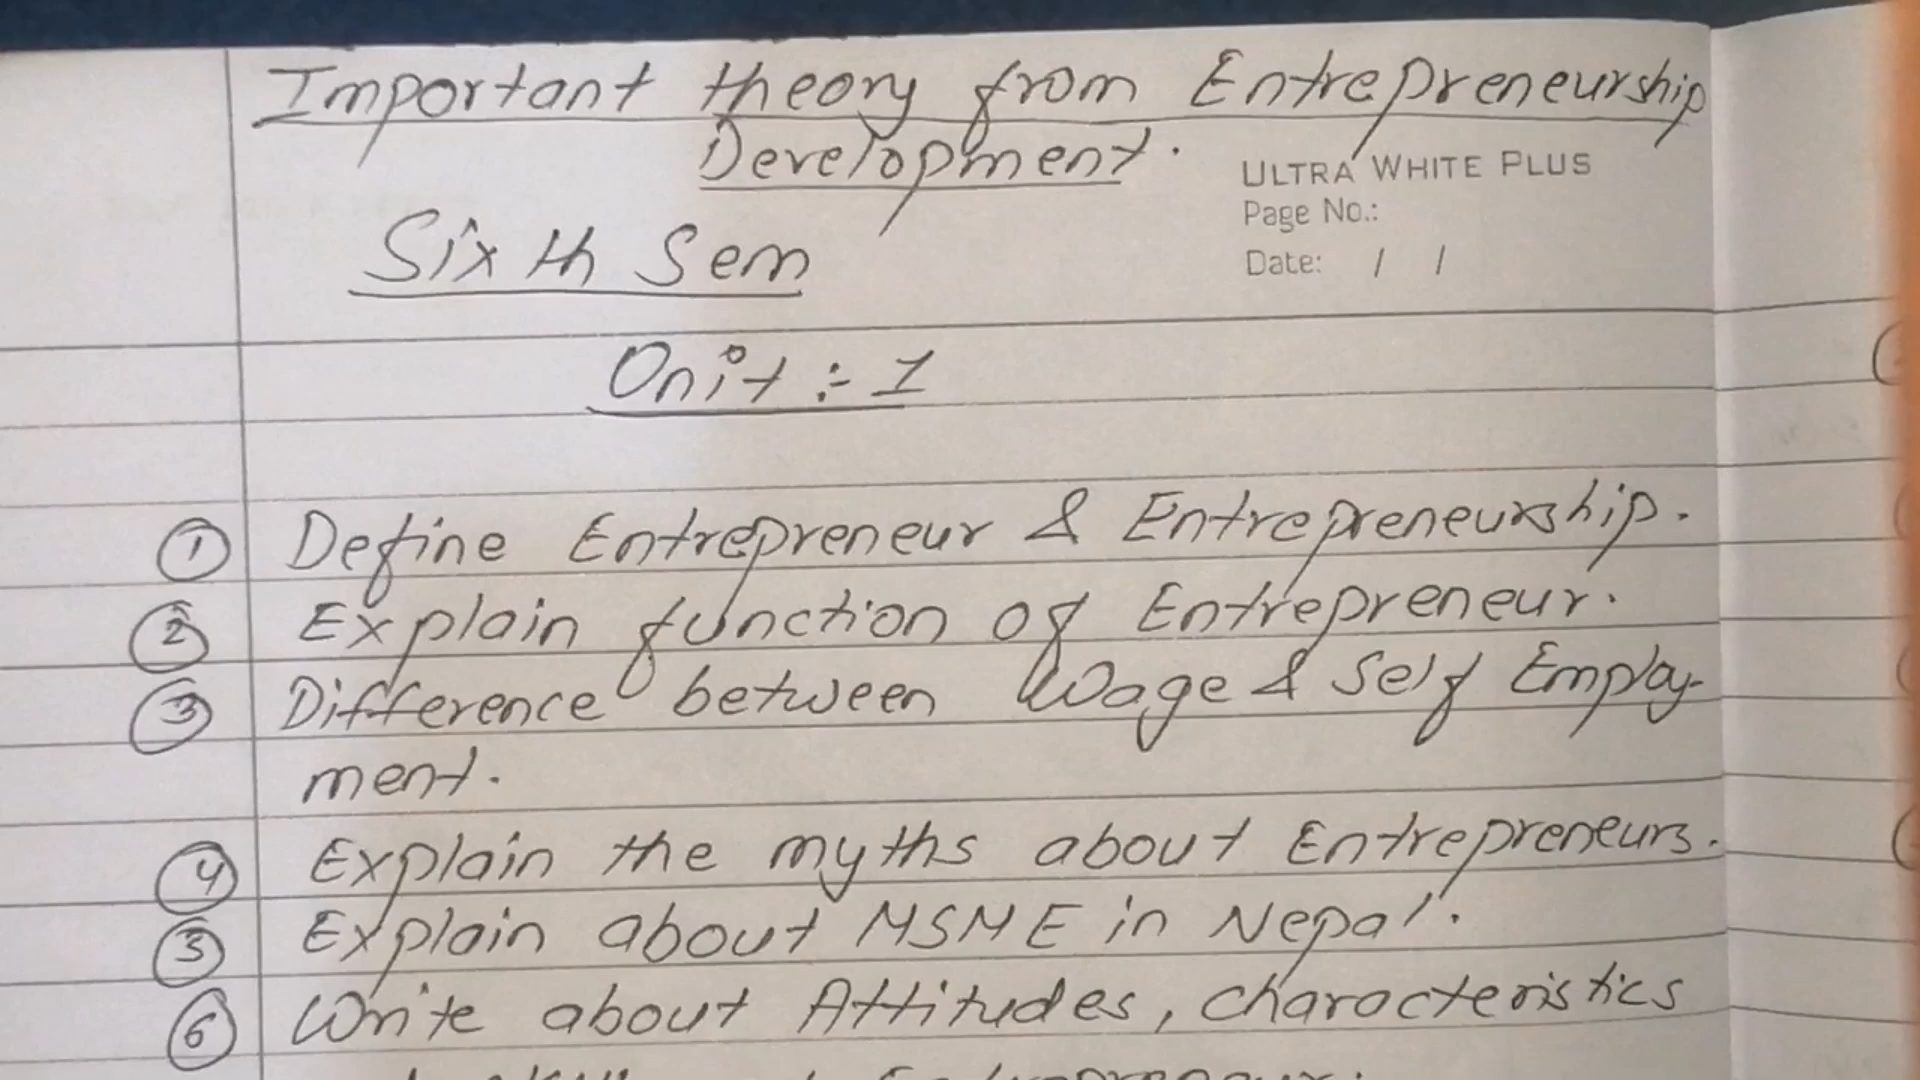 Important theory from Entrepreneurship
Development.
ULTRA WHITE PLUS
Page No.:
Date: / /
Sixth Sem
Unit :- 1
① Define Entrepreneur & Entrepreneurship.
② Explain function of Entrepreneur.
③ Difference between Wage & Self Employ-
ment.
④ Explain the myths about Entrepreneurs.
⑤ Explain about MSME in Nepal.
⑥ Write about Attitudes, characteristics
Entrepreneur.